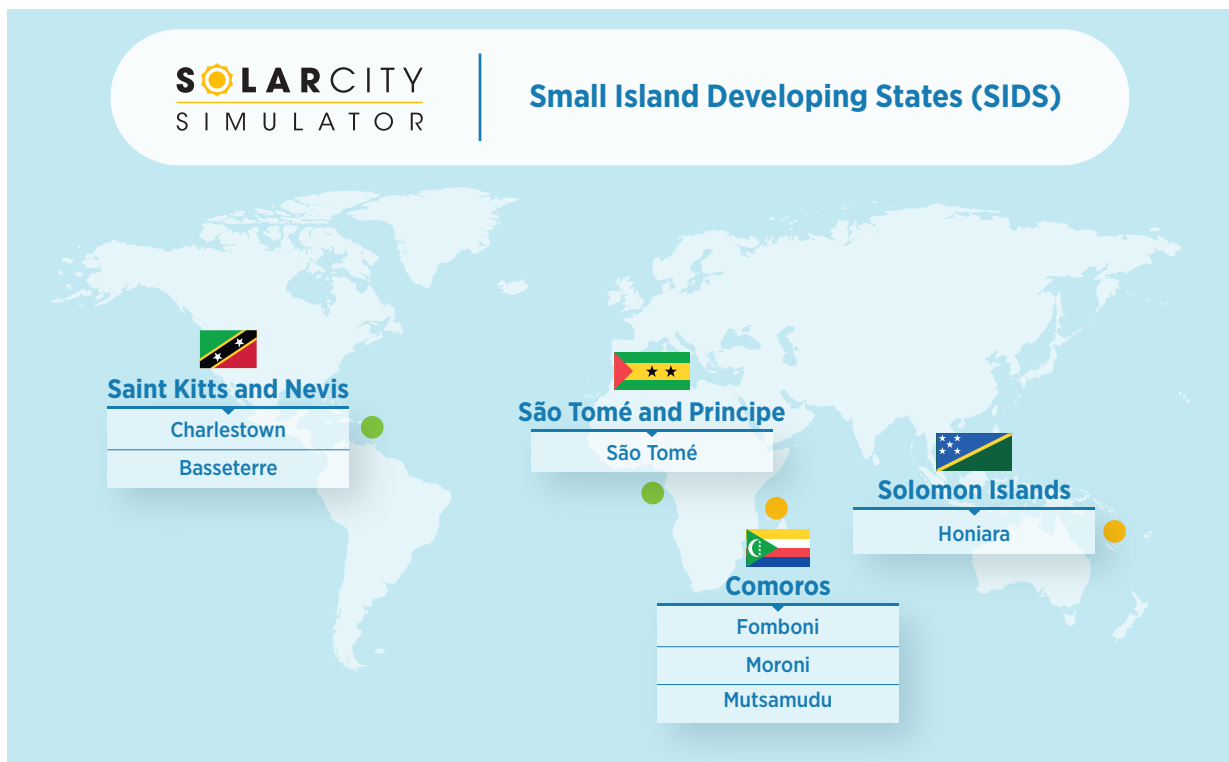 SOLARCITY
SIMULATOR
Small Island Developing States (SIDS)
Saint Kitts and Nevis
Charlestown
Basseterre
São Tomé and Principe
São Tomé
Solomon Islands
Honiara
Comoros
Fomboni
Moroni
Mutsamudu